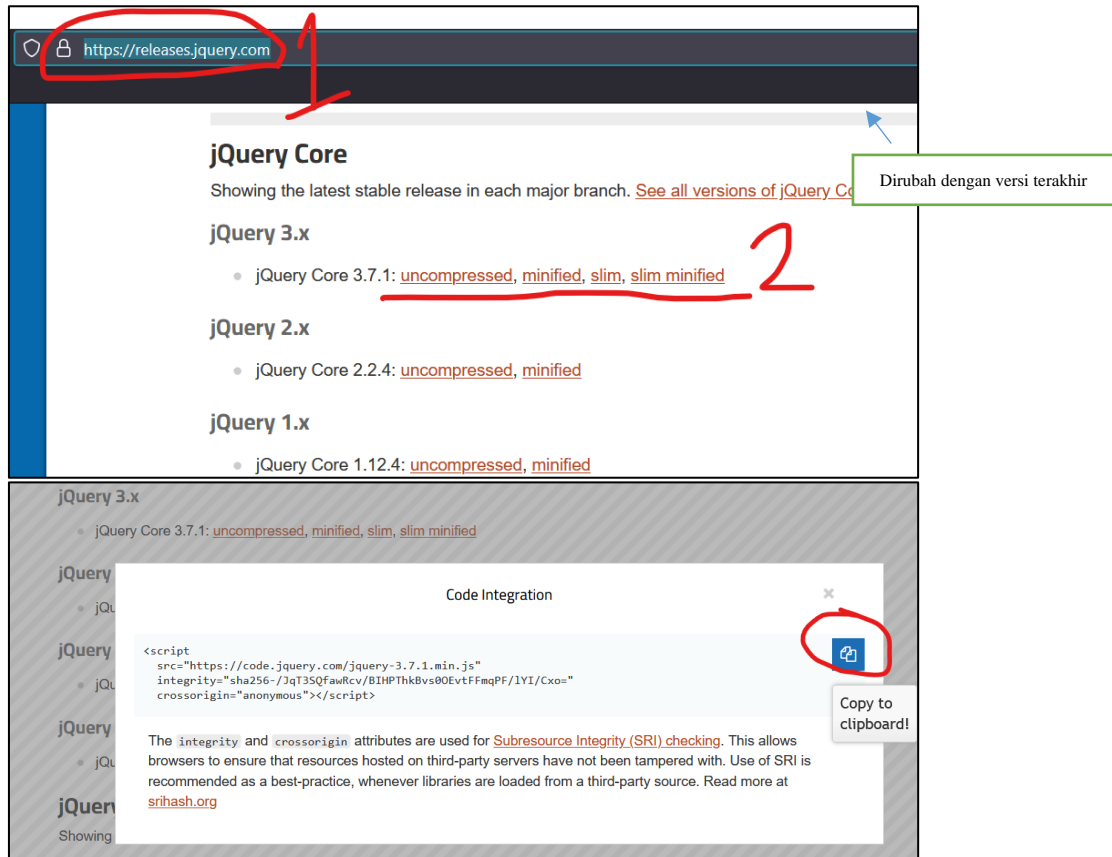 https://releases.jquery.com
1
jQuery Core
Showing the latest stable release in each major branch. See all versions of jQuery Co
Dirubah dengan versi terakhir
jQuery 3.x
jQuery Core 3.7.1: uncompressed, minified, slim, slim minified
2
jQuery 2.x
jQuery Core 2.2.4: uncompressed, minified
jQuery 1.x
jQuery Core 1.12.4: uncompressed, minified
jQuery 3.x
jQuery Core 3.7.1: uncompressed, minified, slim, slim minified
jQuery
jQu
jQuery
jQu
jQuery
jQu
jQuery
Showing
Code Integration
<script
src="https://code.jquery.com/jquery-3.7.1.min.js"
integrity="sha256-/JqT3SQfawRcv/BIHPThkBvs0OEvtFFmqPF/lYI/Cxo="
crossorigin="anonymous"></script>
Copy to
clipboard!
The integrity and crossorigin attributes are used for Subresource Integrity (SRI) checking. This allows
browsers to ensure that resources hosted on third-party servers have not been tampered with. Use of SRI is
recommended as a best-practice, whenever libraries are loaded from a third-party source. Read more at
srihash.org